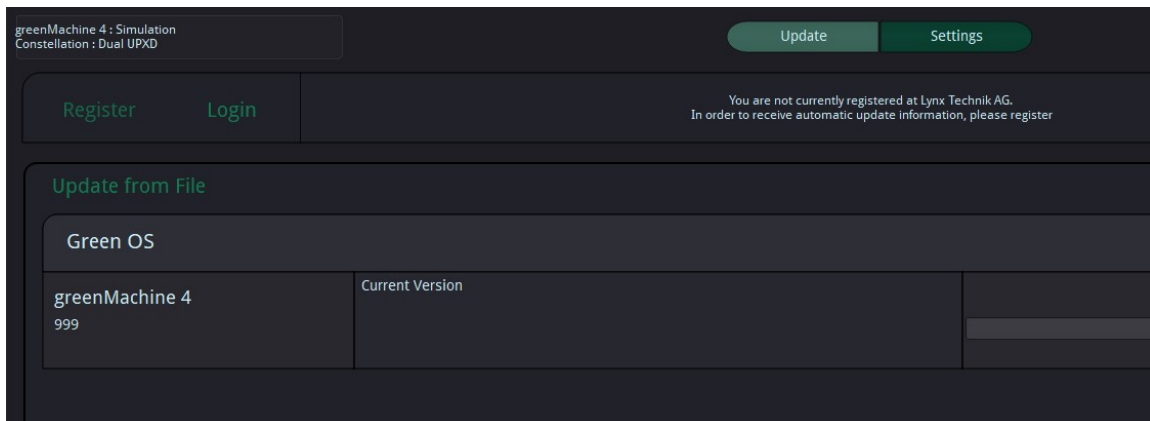 greenMachine 4 : Simulation
Constellation : Dual UPXD
Update
Settings
Register
Login
You are not currently registered at Lynx Technik AG.
In order to receive automatic update information, please register
Update from File
Green OS
greenMachine 4
999
Current Version